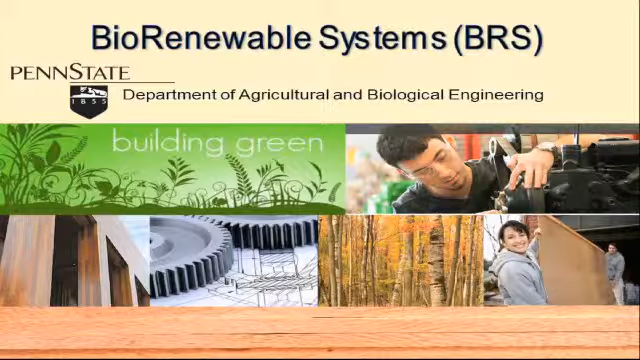 BioRenewable Systems (BRS)
PENNSTATE
1855
Department of Agricultural and Biological Engineering
building green